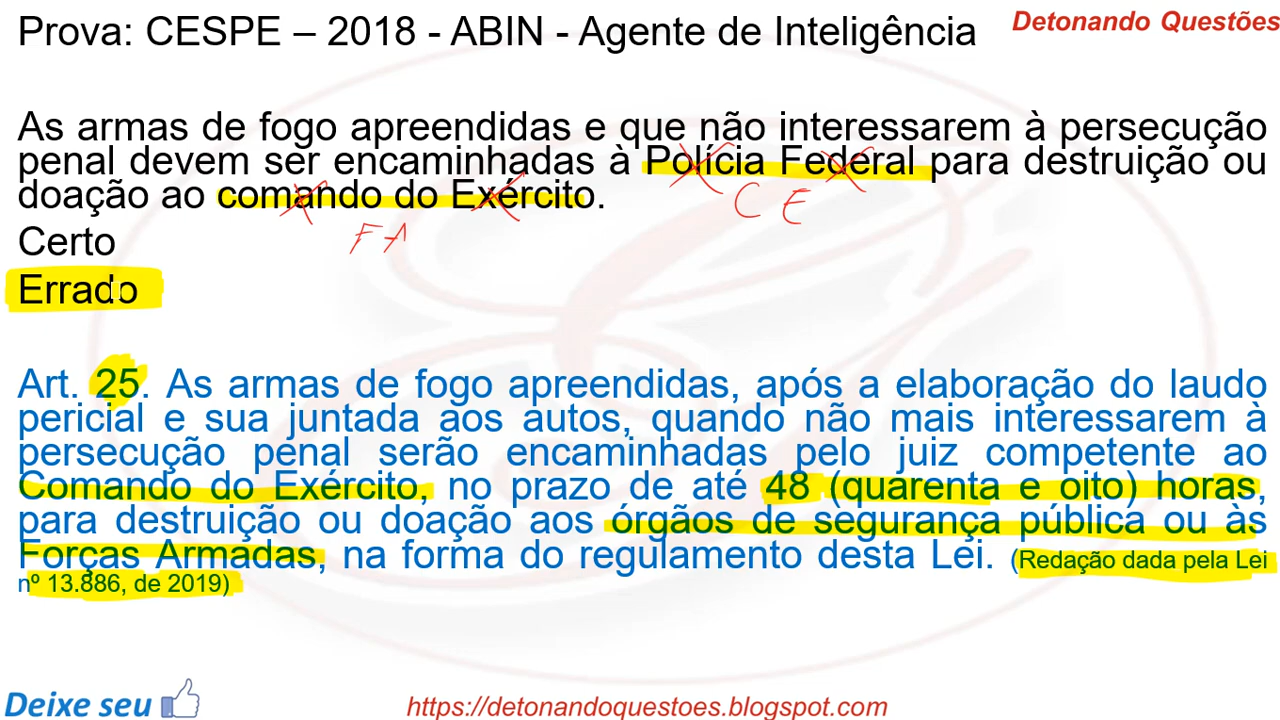 Prova: CESPE – 2018 - ABIN - Agente de Inteligência
Detonando Questões
As armas de fogo apreendidas e que não interessarem à persecução
penal devem ser encaminhadas à Polícia Federal para destruição ou
doação ao comando do Exército.
C E
FA
Certo
Errado
Art. 25. As armas de fogo apreendidas, após a elaboração do laudo
pericial e sua juntada aos autos, quando não mais interessarem à
persecução penal serão encaminhadas pelo juiz competente ao
Comando do Exército, no prazo de até 48 (quarenta e oito) horas,
para destruição ou doação aos órgãos de segurança pública ou às
Forças Armadas, na forma do regulamento desta Lei. (Redação dada pela Lei
nº 13.886, de 2019)
Deixe seu
https://detonandoquestoes.blogspot.com